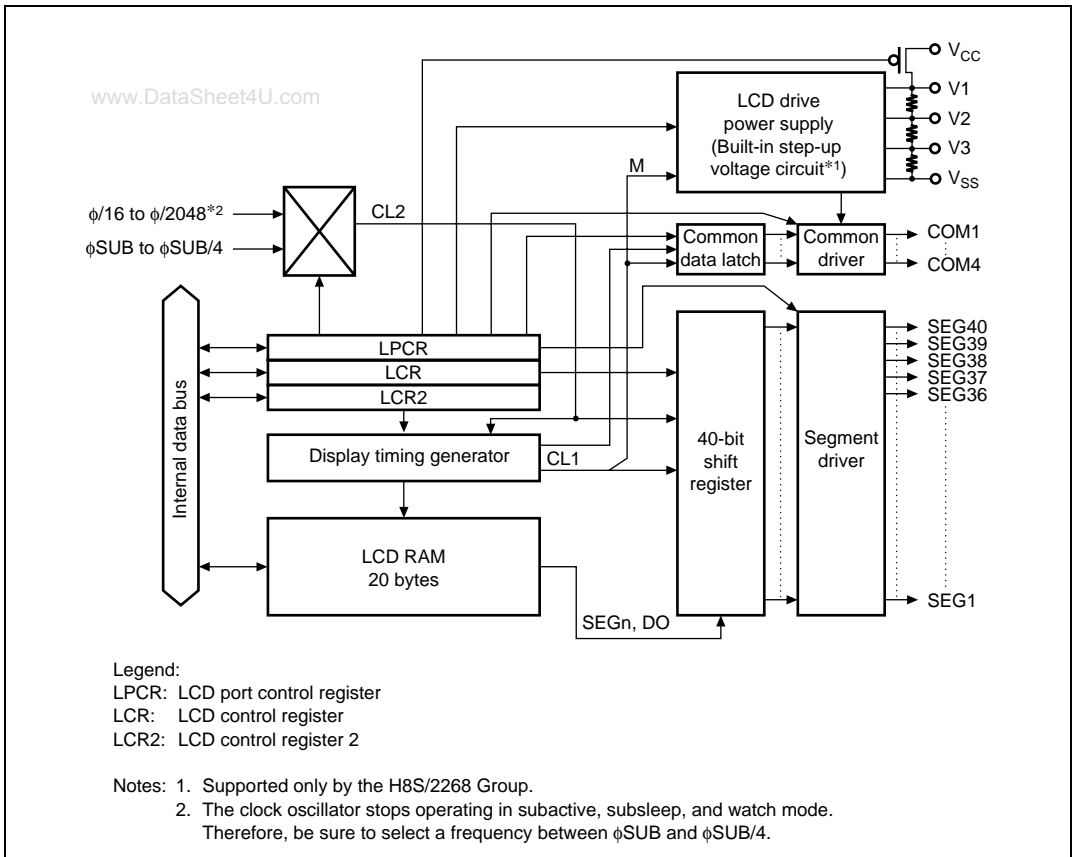 www.DataSheet4U.com
VCC
V1
V2
V3
VSS
LCD drive
power supply
(Built-in step-up
voltage circuit*1)
M
ϕ/16 to ϕ/2048*2
ϕSUB to ϕSUB/4
CL2
Common
data latch
Common
driver
COM1
COM4
Internal data bus
LPCR
LCR
LCR2
Display timing generator
CL1
LCD RAM
20 bytes
SEGn, DO
40-bit
shift
register
Segment
driver
SEG40
SEG39
SEG38
SEG37
SEG36
SEG1
Legend:
LPCR: LCD port control register
LCR: LCD control register
LCR2: LCD control register 2
Notes: 1. Supported only by the H8S/2268 Group.
2. The clock oscillator stops operating in subactive, subsleep, and watch mode.
Therefore, be sure to select a frequency between ϕSUB and ϕSUB/4.